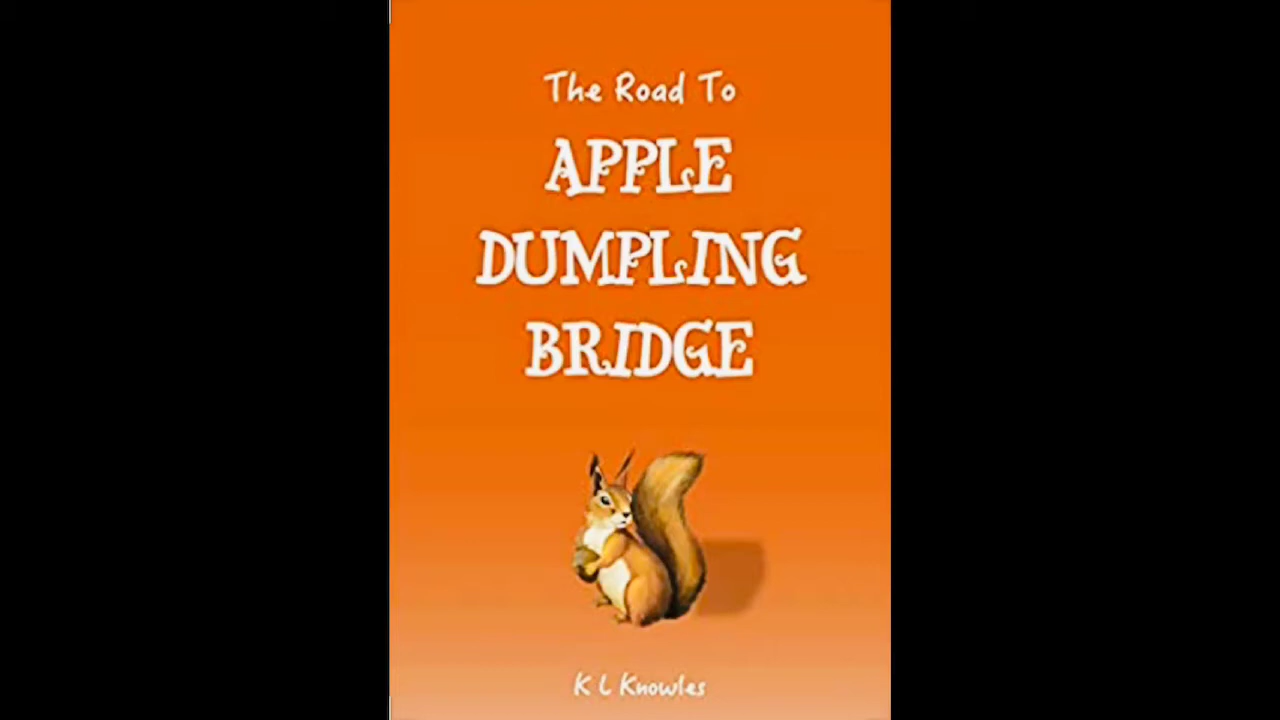 The Road To
APPLE
DUMPLING
BRIDGE
K L Knowles